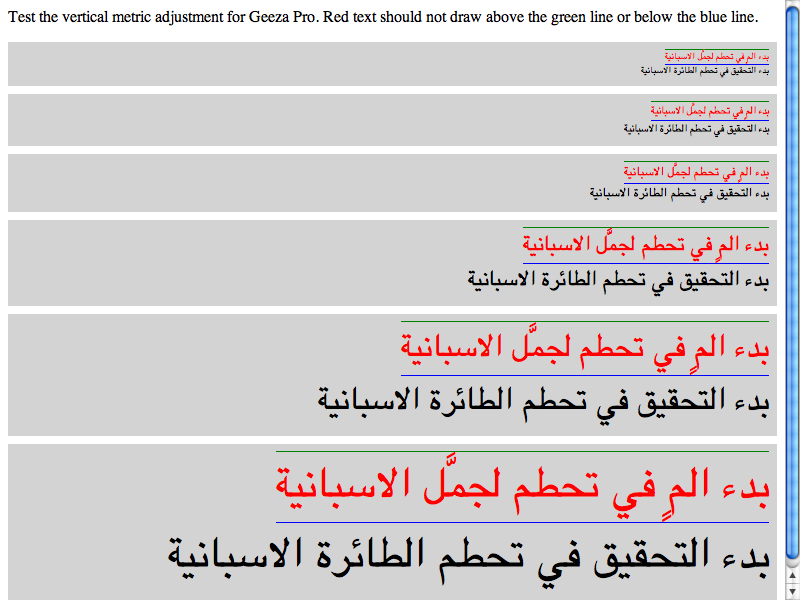 Test the vertical metric adjustment for Geeza Pro. Red text should not draw above the green line or below the blue line.
بدء المٍ في تحطم لجمَّل الاسبانية
بدء التحقيق في تحطم الطائرة الاسبانية
بدء المٍ في تحطم لجمَّل الاسبانية
بدء التحقيق في تحطم الطائرة الاسبانية
بدء المٍ في تحطم لجمَّل الاسبانية
بدء التحقيق في تحطم الطائرة الاسبانية
بدء المٍ في تحطم لجمَّل الاسبانية
بدء التحقيق في تحطم الطائرة الاسبانية
بدء المٍ في تحطم لجمَّل الاسبانية
بدء التحقيق في تحطم الطائرة الاسبانية
بدء المٍ في تحطم لجمَّل الاسبانية
بدء التحقيق في تحطم الطائرة الاسبانية